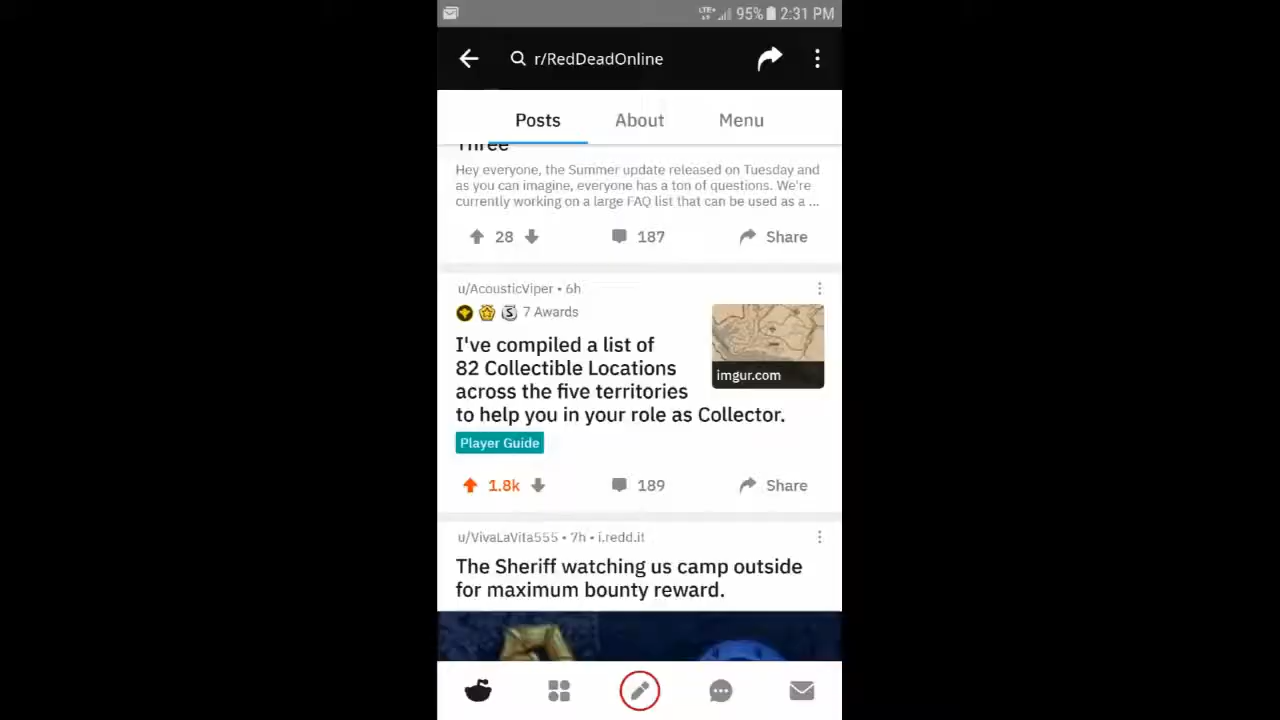 LTE+ 95% 2:31 PM
r/RedDeadOnline
Posts About Menu
Three
Hey everyone, the Summer update released on Tuesday and
as you can imagine, everyone has a ton of questions. We're
currently working on a large FAQ list that can be used as a ...
28 187 Share
u/AcousticViper • 6h
S 7 Awards
I've compiled a list of
82 Collectible Locations
across the five territories
to help you in your role as Collector.
imgur.com
Player Guide
1.8k 189 Share
u/VivaLaVita555 • 7h • i.redd.it
The Sheriff watching us camp outside
for maximum bounty reward.